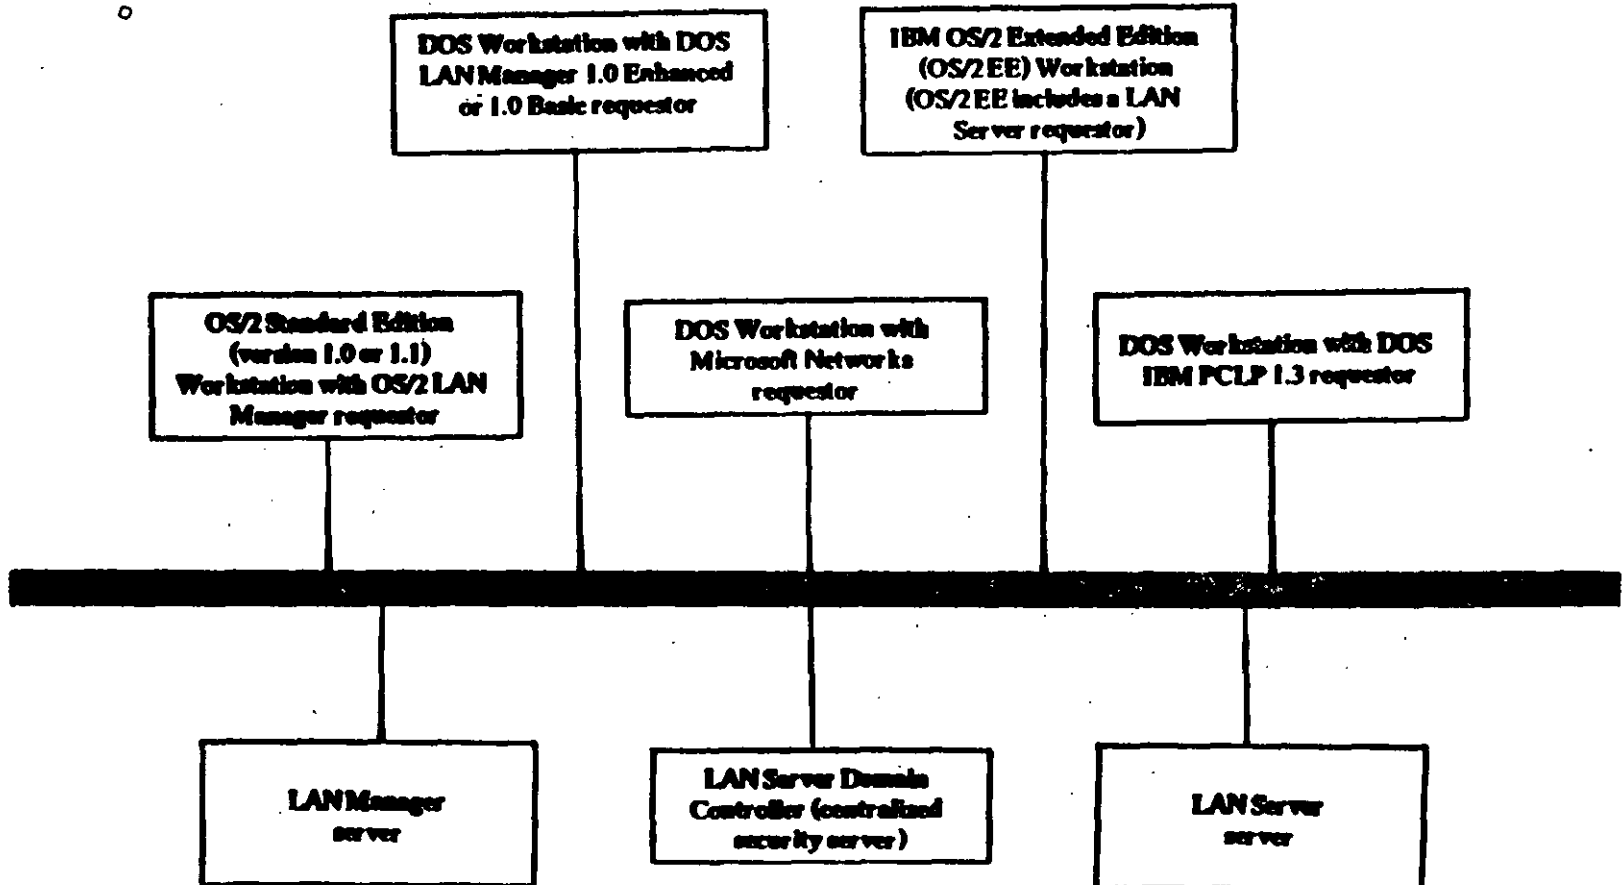 DOS Workstation with DOS
LAN Manager 1.0 Enhanced
or 1.0 Basic requestor
IBM OS/2 Extended Edition
(OS/2 EE) Workstation
(OS/2 EE includes a LAN
Server requestor)
OS/2 Standard Edition
(version 1.0 or 1.1)
Workstation with OS/2 LAN
Manager requestor
DOS Workstation with
Microsoft Networks
requestor
DOS Workstation with DOS
IBM PCLP 1.3 requestor
LAN Manager
server
LAN Server Domain
Controller (centralized
security server)
LAN Server
server